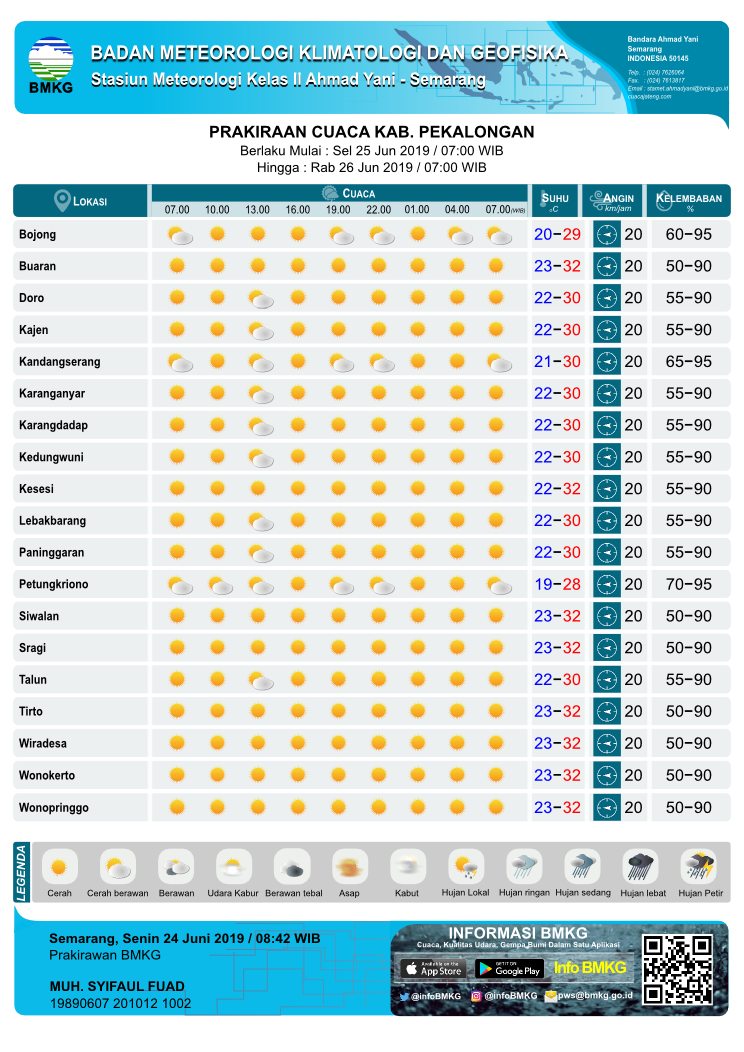 BMKG
BADAN METEOROLOGI KLIMATOLOGI DAN GEOFISIKA
Stasiun Meteorologi Kelas II Ahmad Yani - Semarang
Bandara Ahmad Yani
Semarang
INDONESIA 50145
Telp. : (024) 7628064
Fax. : (024) 7613817
Email : stamet.ahmadyani@bmkg.go.id
cuacajateng.com
PRAKIRAAN CUACA KAB. PEKALONGAN
Berlaku Mulai : Sel 25 Jun 2019 / 07:00 WIB
Hingga : Rab 26 Jun 2019 / 07:00 WIB
LOKASI CUACA SUHU °C ANGIN km/jam KELEMBABAN %
07.00 10.00 13.00 16.00 19.00 22.00 01.00 04.00 07.00(WIB)
Bojong 20-29 20 60-95
Buaran 23-32 20 50-90
Doro 22-30 20 55-90
Kajen 22-30 20 55-90
Kandangserang 21-30 20 65-95
Karanganyar 22-30 20 55-90
Karangdadap 22-30 20 55-90
Kedungwuni 22-30 20 55-90
Kesesi 22-32 20 55-90
Lebakbarang 22-30 20 55-90
Paninggaran 22-30 20 55-90
Petungkriono 19-28 20 70-95
Siwalan 23-32 20 50-90
Sragi 23-32 20 50-90
Talun 22-30 20 55-90
Tirto 23-32 20 50-90
Wiradesa 23-32 20 50-90
Wonokerto 23-32 20 50-90
Wonopringgo 23-32 20 50-90
LEGENDA
Cerah Cerah berawan Berawan Udara Kabur Berawan tebal Asap Kabut Hujan Lokal Hujan ringan Hujan sedang Hujan lebat Hujan Petir
Semarang, Senin 24 Juni 2019 / 08:42 WIB
Prakirawan BMKG
MUH. SYIFAUL FUAD
19890607 201012 1002
INFORMASI BMKG
Cuaca, Kualitas Udara, Gempa Bumi Dalam Satu Aplikasi
Available on the App Store
GET IT ON Google Play
Info BMKG
@infoBMKG @infoBMKG pws@bmkg.go.id